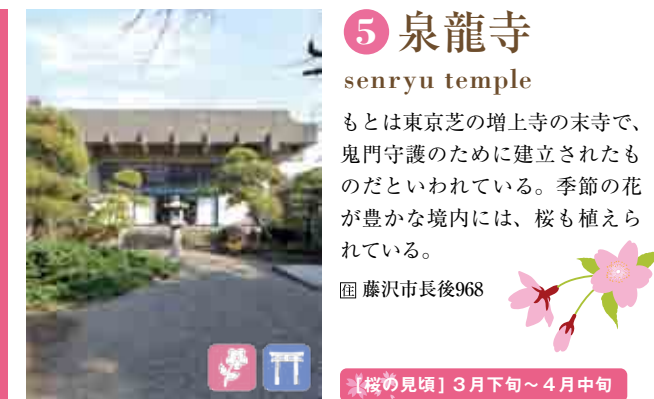 5 泉龍寺
senryu temple
もとは東京芝の増上寺の末寺で、
鬼門守護のために建立されたも
のだといわれている。季節の花
が豊かな境内には、桜も植えら
れている。
住 藤沢市長後968
[桜の見頃] 3月下旬~4月中旬